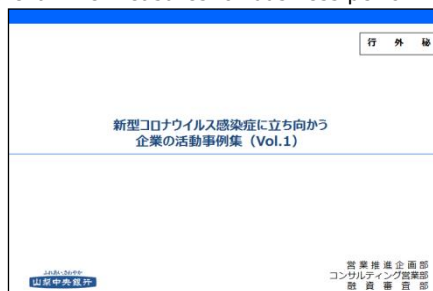 行 外 秘
新型コロナウイルス感染症に立ち向かう
企業の活動事例集（Vol.1）
山梨中央銀行
営業推進企画部
コンサルティング営業部
融資審査部